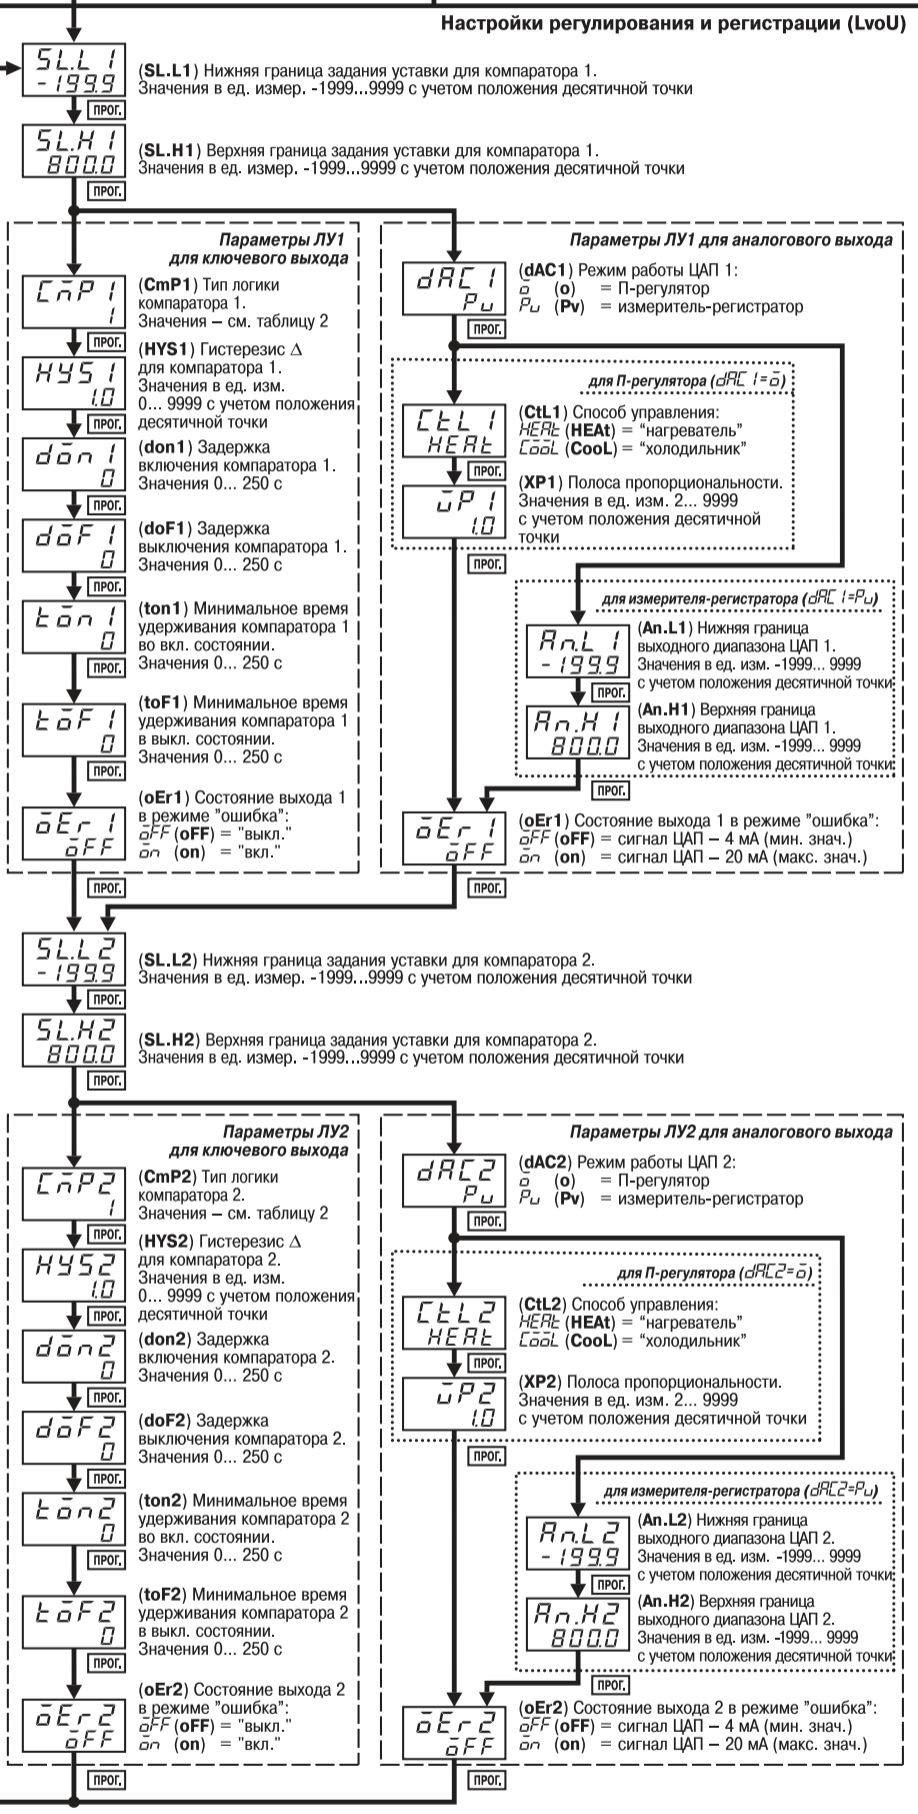 Настройки регулирования и регистрации (LvoU)
SL.L1
-199.9
(SL.L1) Нижняя граница задания уставки для компаратора 1.
Значения в ед. измер. -1999...9999 с учетом положения десятичной точки
ПРОГ.
SL.H1
800.0
(SL.H1) Верхняя граница задания уставки для компаратора 1.
Значения в ед. измер. -1999...9999 с учетом положения десятичной точки
ПРОГ.
Параметры ЛУ1
для ключевого выхода
CmP1
1
(CmP1) Тип логики
компаратора 1.
Значения – см. таблицу 2
ПРОГ.
HYS1
1.0
(HYS1) Гистерезис Δ
для компаратора 1.
Значения в ед. изм.
0... 9999 с учетом положения
десятичной точки
ПРОГ.
don1
0
(don1) Задержка
включения компаратора 1.
Значения 0... 250 с
ПРОГ.
doF1
0
(doF1) Задержка
выключения компаратора 1.
Значения 0... 250 с
ПРОГ.
ton1
0
(ton1) Минимальное время
удерживания компаратора 1
во вкл. состоянии.
Значения 0... 250 с
ПРОГ.
toF1
0
(toF1) Минимальное время
удерживания компаратора 1
в выкл. состоянии.
Значения 0... 250 с
ПРОГ.
oEr1
oFF
(oEr1) Состояние выхода 1
в режиме "ошибка":
oFF (oFF) = "выкл."
on (on) = "вкл."
ПРОГ.
Параметры ЛУ1 для аналогового выхода
dAC1
Pv
(dAC1) Режим работы ЦАП 1:
o (o) = П-регулятор
Pv (Pv) = измеритель-регистратор
ПРОГ.
для П-регулятора (dAC1=o)
CtL1
HEAt
(CtL1) Способ управления:
HEAt (HEAt) = “нагреватель”
CooL (CooL) = “холодильник”
ПРОГ.
XP1
1.0
(XP1) Полоса пропорциональности.
Значения в ед. изм. 2... 9999
с учетом положения десятичной
точки
ПРОГ.
для измерителя-регистратора (dAC1=Pv)
An.L1
-199.9
(An.L1) Нижняя граница
выходного диапазона ЦАП 1.
Значения в ед. изм. -1999... 9999
с учетом положения десятичной точки
ПРОГ.
An.H1
800.0
(An.H1) Верхняя граница
выходного диапазона ЦАП 1.
Значения в ед. изм. -1999... 9999
с учетом положения десятичной точки
ПРОГ.
oEr1
oFF
(oEr1) Состояние выхода 1 в режиме "ошибка":
oFF (oFF) = сигнал ЦАП – 4 мА (мин. знач.)
on (on) = сигнал ЦАП – 20 мА (макс. знач.)
ПРОГ.
SL.L2
-199.9
(SL.L2) Нижняя граница задания уставки для компаратора 2.
Значения в ед. измер. -1999...9999 с учетом положения десятичной точки
ПРОГ.
SL.H2
800.0
(SL.H2) Верхняя граница задания уставки для компаратора 2.
Значения в ед. измер. -1999...9999 с учетом положения десятичной точки
ПРОГ.
Параметры ЛУ2
для ключевого выхода
CmP2
1
(CmP2) Тип логики
компаратора 2.
Значения – см. таблицу 2
ПРОГ.
HYS2
1.0
(HYS2) Гистерезис Δ
для компаратора 2.
Значения в ед. изм.
0... 9999 с учетом положения
десятичной точки
ПРОГ.
don2
0
(don2) Задержка
включения компаратора 2.
Значения 0... 250 с
ПРОГ.
doF2
0
(doF2) Задержка
выключения компаратора 2.
Значения 0... 250 с
ПРОГ.
ton2
0
(ton2) Минимальное время
удерживания компаратора 2
во вкл. состоянии.
Значения 0... 250 с
ПРОГ.
toF2
0
(toF2) Минимальное время
удерживания компаратора 2
в выкл. состоянии.
Значения 0... 250 с
ПРОГ.
oEr2
oFF
(oEr2) Состояние выхода 2
в режиме "ошибка":
oFF (oFF) = "выкл."
on (on) = "вкл."
ПРОГ.
Параметры ЛУ2 для аналогового выхода
dAC2
Pv
(dAC2) Режим работы ЦАП 2:
o (o) = П-регулятор
Pv (Pv) = измеритель-регистратор
ПРОГ.
для П-регулятора (dAC2=o)
CtL2
HEAt
(CtL2) Способ управления:
HEAt (HEAt) = “нагреватель”
CooL (CooL) = “холодильник”
ПРОГ.
XP2
1.0
(XP2) Полоса пропорциональности.
Значения в ед. изм. 2... 9999
с учетом положения десятичной точки
ПРОГ.
для измерителя-регистратора (dAC2=Pv)
An.L2
-199.9
(An.L2) Нижняя граница
выходного диапазона ЦАП 2.
Значения в ед. изм. -1999... 9999
с учетом положения десятичной точки
ПРОГ.
An.H2
800.0
(An.H2) Верхняя граница
выходного диапазона ЦАП 2.
Значения в ед. изм. -1999... 9999
с учетом положения десятичной точки
ПРОГ.
oEr2
oFF
(oEr2) Состояние выхода 2 в режиме "ошибка":
oFF (oFF) = сигнал ЦАП – 4 мА (мин. знач.)
on (on) = сигнал ЦАП – 20 мА (макс. знач.)
ПРОГ.